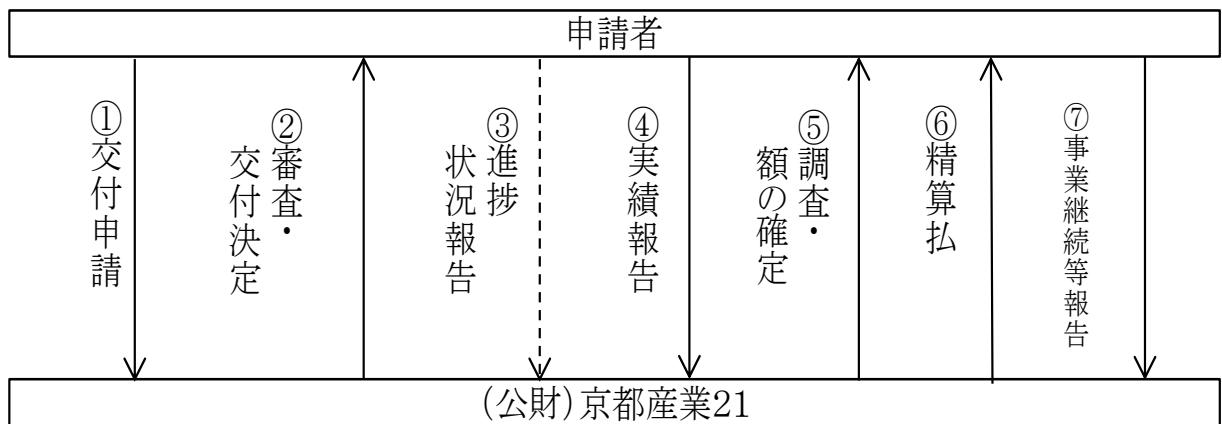 申請者
①交付申請
②審査・
交付決定
③進捗
状況報告
④実績報告
⑤調査・
額の確定
⑥精算払
⑦事業継続等報告
(公財)京都産業21